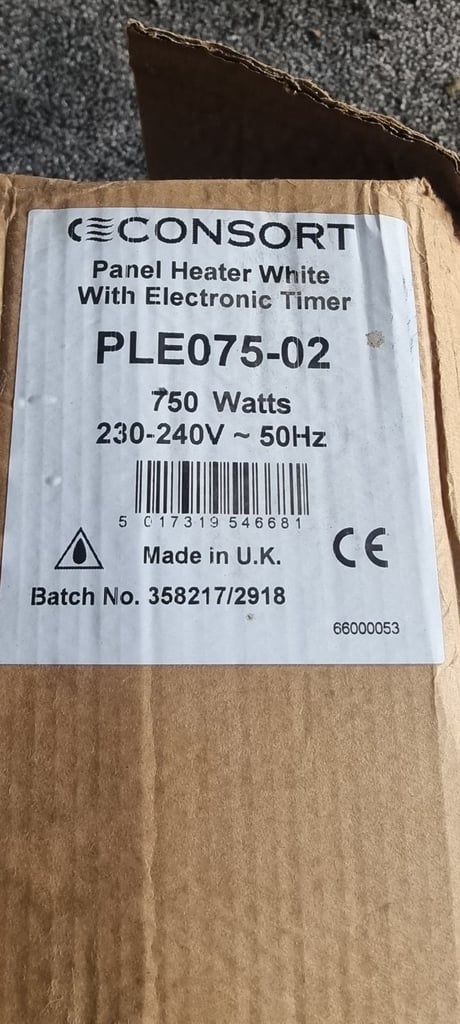 CONSORT
Panel Heater White
With Electronic Timer
PLE075-02
750 Watts
230-240V ~ 50Hz
5 017319 546681
Made in U.K.
CE
Batch No. 358217/2918
66000053